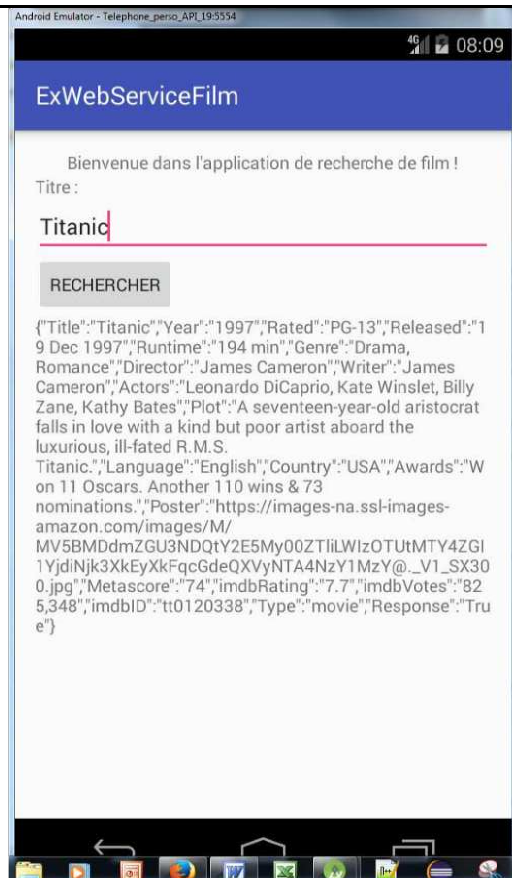 Android Emulator - Telephone_perso_API_19:5554
4G 08:09
ExWebServiceFilm
Bienvenue dans l'application de recherche de film !
Titre :
Titanic
RECHERCHER
{"Title":"Titanic","Year":"1997","Rated":"PG-13","Released":"1
9 Dec 1997","Runtime":"194 min","Genre":"Drama,
Romance","Director":"James Cameron","Writer":"James
Cameron","Actors":"Leonardo DiCaprio, Kate Winslet, Billy
Zane, Kathy Bates","Plot":"A seventeen-year-old aristocrat
falls in love with a kind but poor artist aboard the
luxurious, ill-fated R.M.S.
Titanic.","Language":"English","Country":"USA","Awards":"W
on 11 Oscars. Another 110 wins & 73
nominations.","Poster":"https://images-na.ssl-images-
amazon.com/images/M/
MV5BMDdmZGU3NDQtY2E5My00ZTliLWIzOTUtMTY4ZGI
1YjdiNjk3XkEyXkFqcGdeQXVyNTA4NzY1MzY@._V1_SX30
0.jpg","Metascore":"74","imdbRating":"7.7","imdbVotes":"82
5,348","imdbID":"tt0120338","Type":"movie","Response":"Tru
e"}